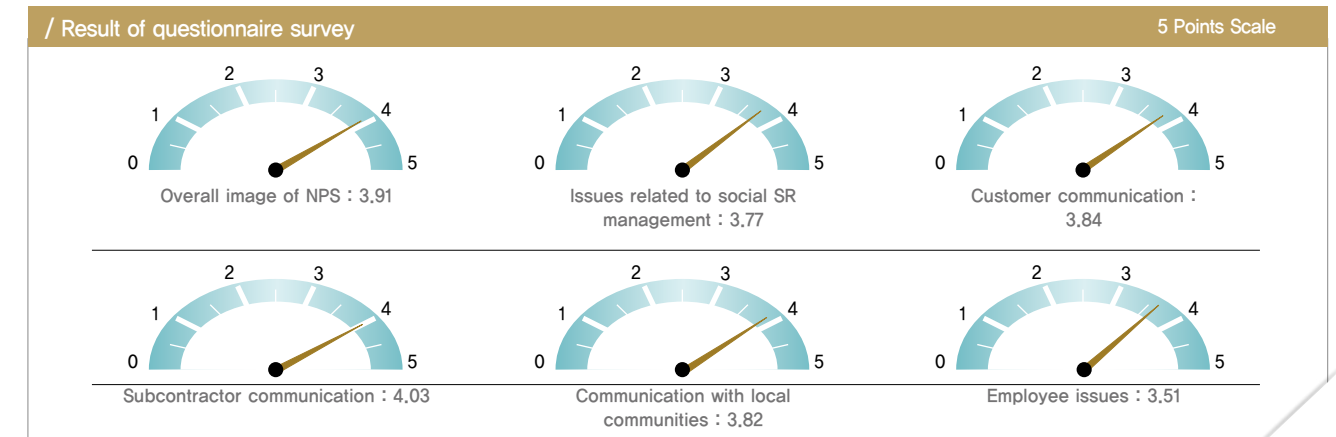 / Result of questionnaire survey
5 Points Scale
0 1 2 3 4 5
Overall image of NPS : 3.91
0 1 2 3 4 5
Issues related to social SR
management : 3.77
0 1 2 3 4 5
Customer communication :
3.84
0 1 2 3 4 5
Subcontractor communication : 4.03
0 1 2 3 4 5
Communication with local
communities : 3.82
0 1 2 3 4 5
Employee issues : 3.51